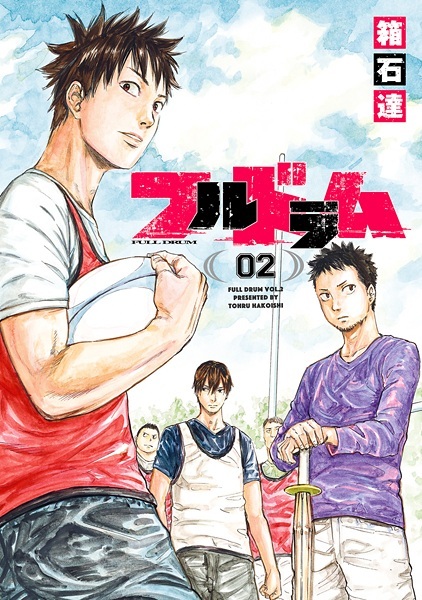 箱石達
フルドラム
FULL DRUM
02
FULL DRUM VOL.2
PRESENTED BY
TOHRU HAKOISHI